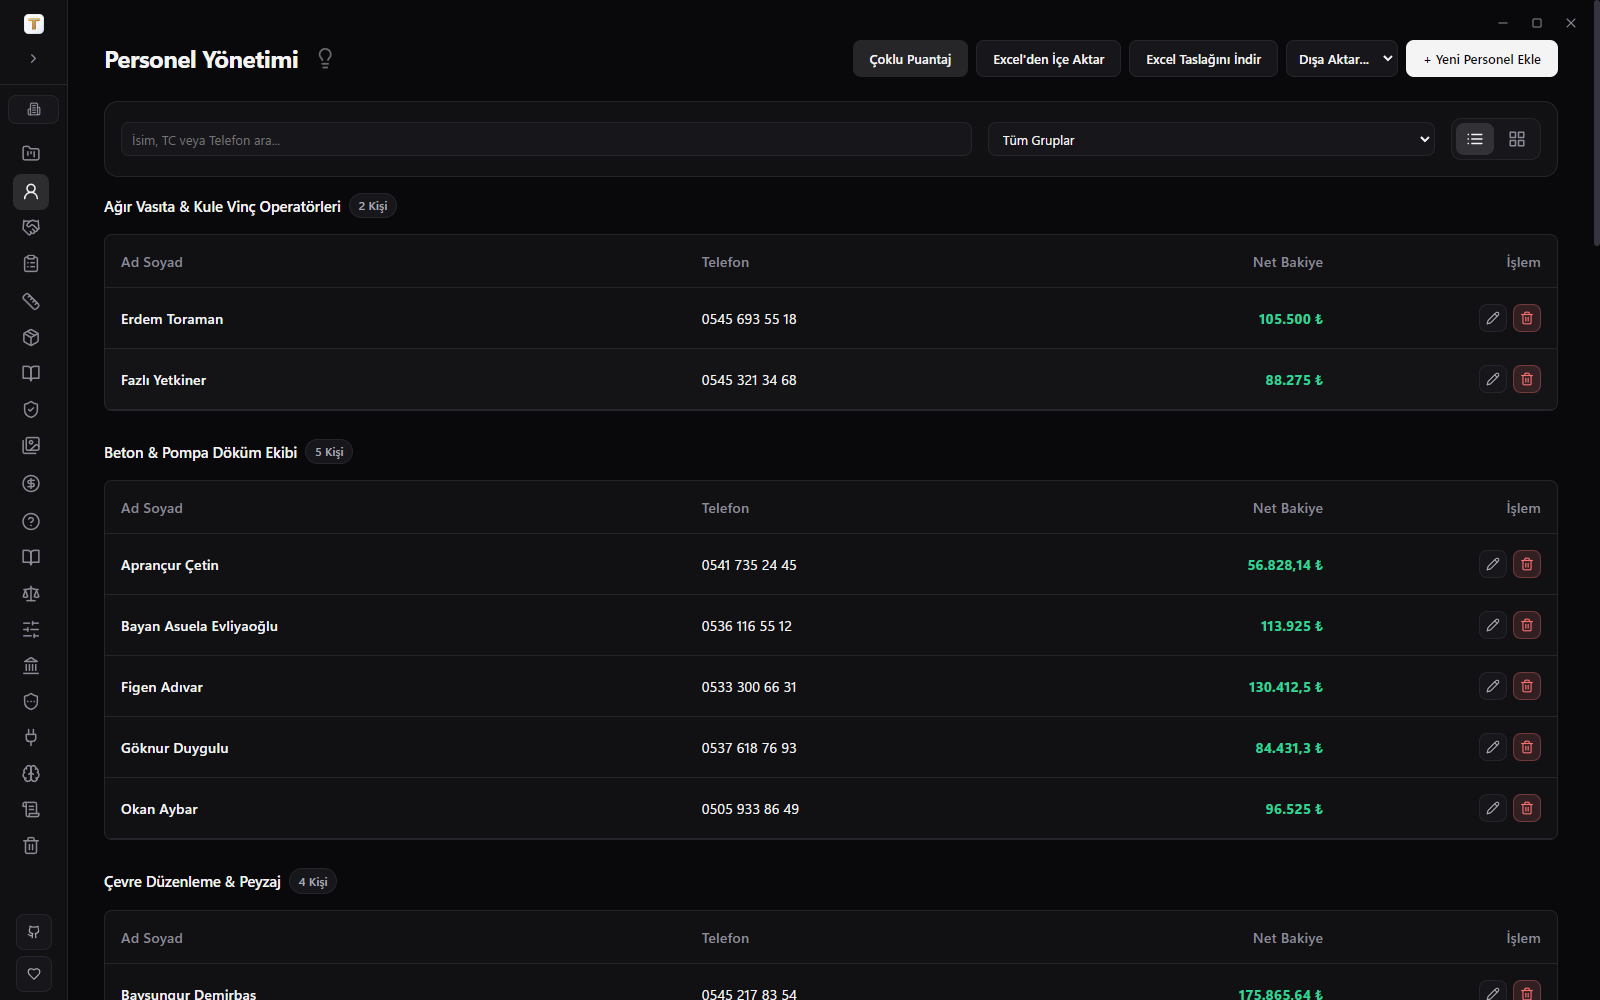 T
Personel Yönetimi
Çoklu Puantaj
Excel'den İçe Aktar
Excel Taslağını İndir
Dışa Aktar...
+ Yeni Personel Ekle
İsim, TC veya Telefon ara...
Tüm Gruplar
Ağır Vasıta & Kule Vinç Operatörleri 2 Kişi
Ad Soyad Telefon Net Bakiye İşlem
Erdem Toraman 0545 693 55 18 105.500 ₺
Fazlı Yetkiner 0545 321 34 68 88.275 ₺
Beton & Pompa Döküm Ekibi 5 Kişi
Ad Soyad Telefon Net Bakiye İşlem
Aprançur Çetin 0541 735 24 45 56.828,14 ₺
Bayan Asuela Evliyaoğlu 0536 116 55 12 113.925 ₺
Figen Adıvar 0533 300 66 31 130.412,5 ₺
Göknur Duygulu 0537 618 76 93 84.431,3 ₺
Okan Aybar 0505 933 86 49 96.525 ₺
Çevre Düzenleme & Peyzaj 4 Kişi
Ad Soyad Telefon Net Bakiye İşlem
Baysungur Demirbaş 0545 217 83 54 175.865,64 ₺